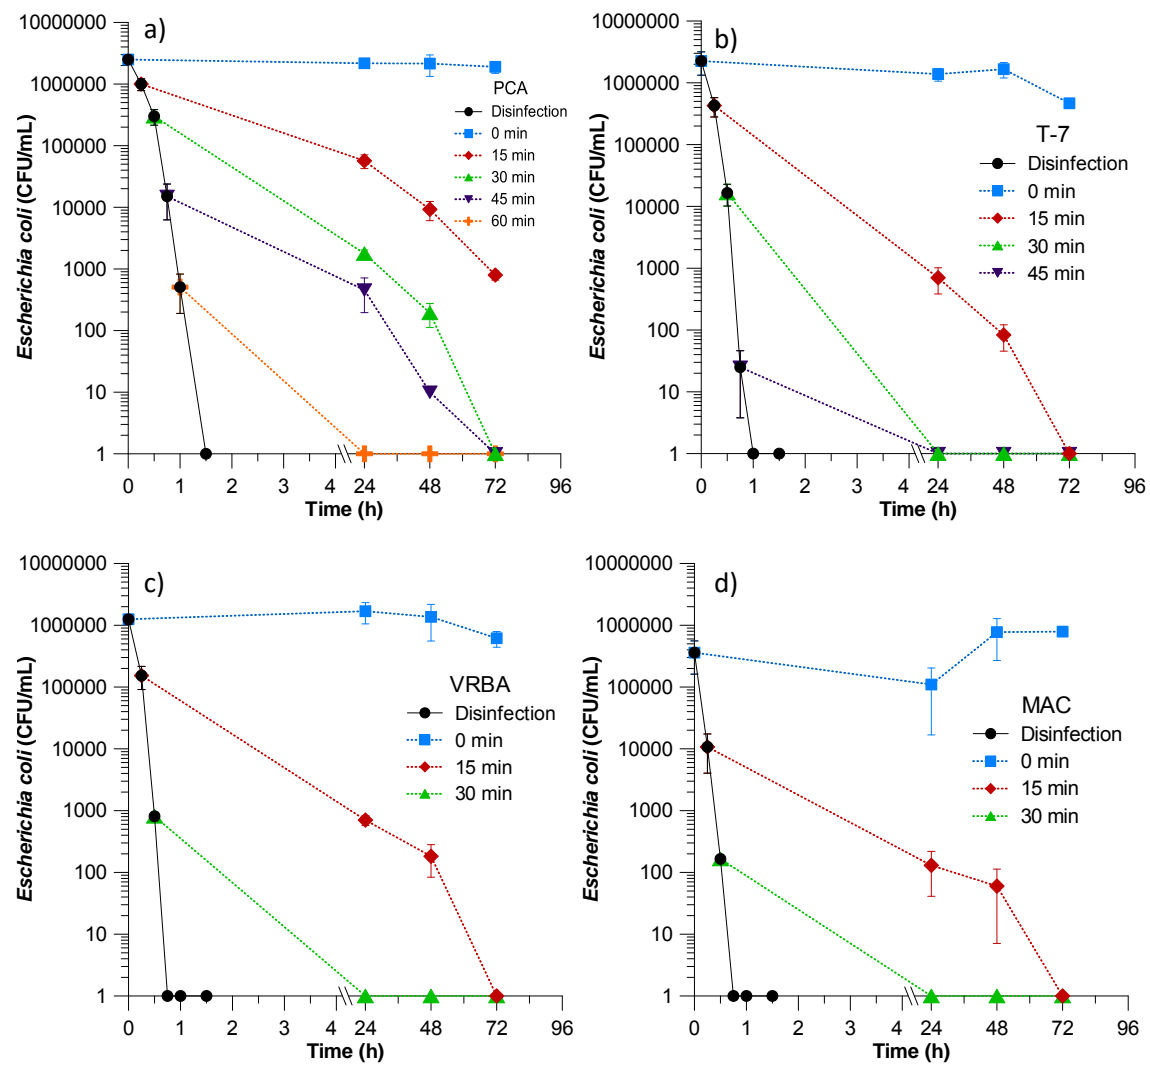 a)
10000000
1000000
100000
10000
1000
100
10
1
Escherichia coli (CFU/mL)
PCA
Disinfection
0 min
15 min
30 min
45 min
60 min
0 1 2 3 4 24 48 72 96
Time (h)
b)
10000000
1000000
100000
10000
1000
100
10
1
Escherichia coli (CFU/mL)
T-7
Disinfection
0 min
15 min
30 min
45 min
0 1 2 3 4 24 48 72 96
Time (h)
c)
10000000
1000000
100000
10000
1000
100
10
1
Escherichia coli (CFU/mL)
VRBA
Disinfection
0 min
15 min
30 min
0 1 2 3 4 24 48 72 96
Time (h)
d)
10000000
1000000
100000
10000
1000
100
10
1
Escherichia coli (CFU/mL)
MAC
Disinfection
0 min
15 min
30 min
0 1 2 3 4 24 48 72 96
Time (h)